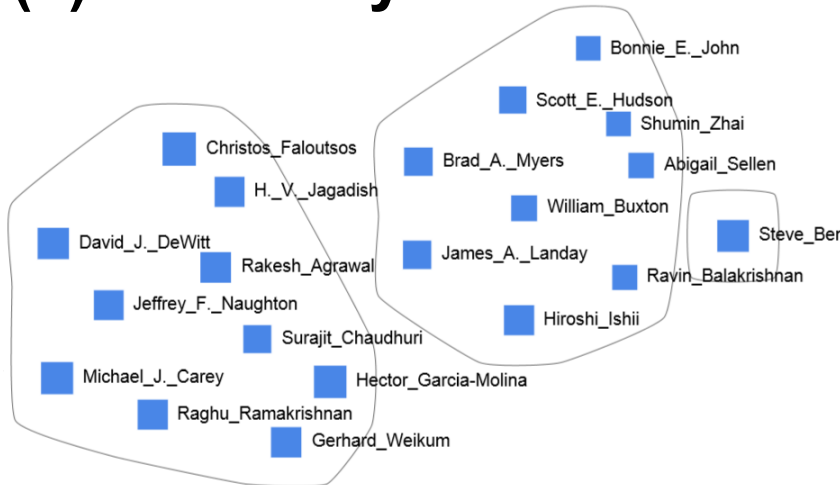 Bonnie_E._John
Scott_E._Hudson
Shumin_Zhai
Christos_Faloutsos
Brad_A._Myers
Abigail_Sellen
H._V._Jagadish
William_Buxton
David_J._DeWitt
Steve_Ben
Rakesh_Agrawal
James_A._Landay
Ravin_Balakrishnan
Jeffrey_F._Naughton
Hiroshi_Ishii
Surajit_Chaudhuri
Michael_J._Carey
Hector_Garcia-Molina
Raghu_Ramakrishnan
Gerhard_Weikum